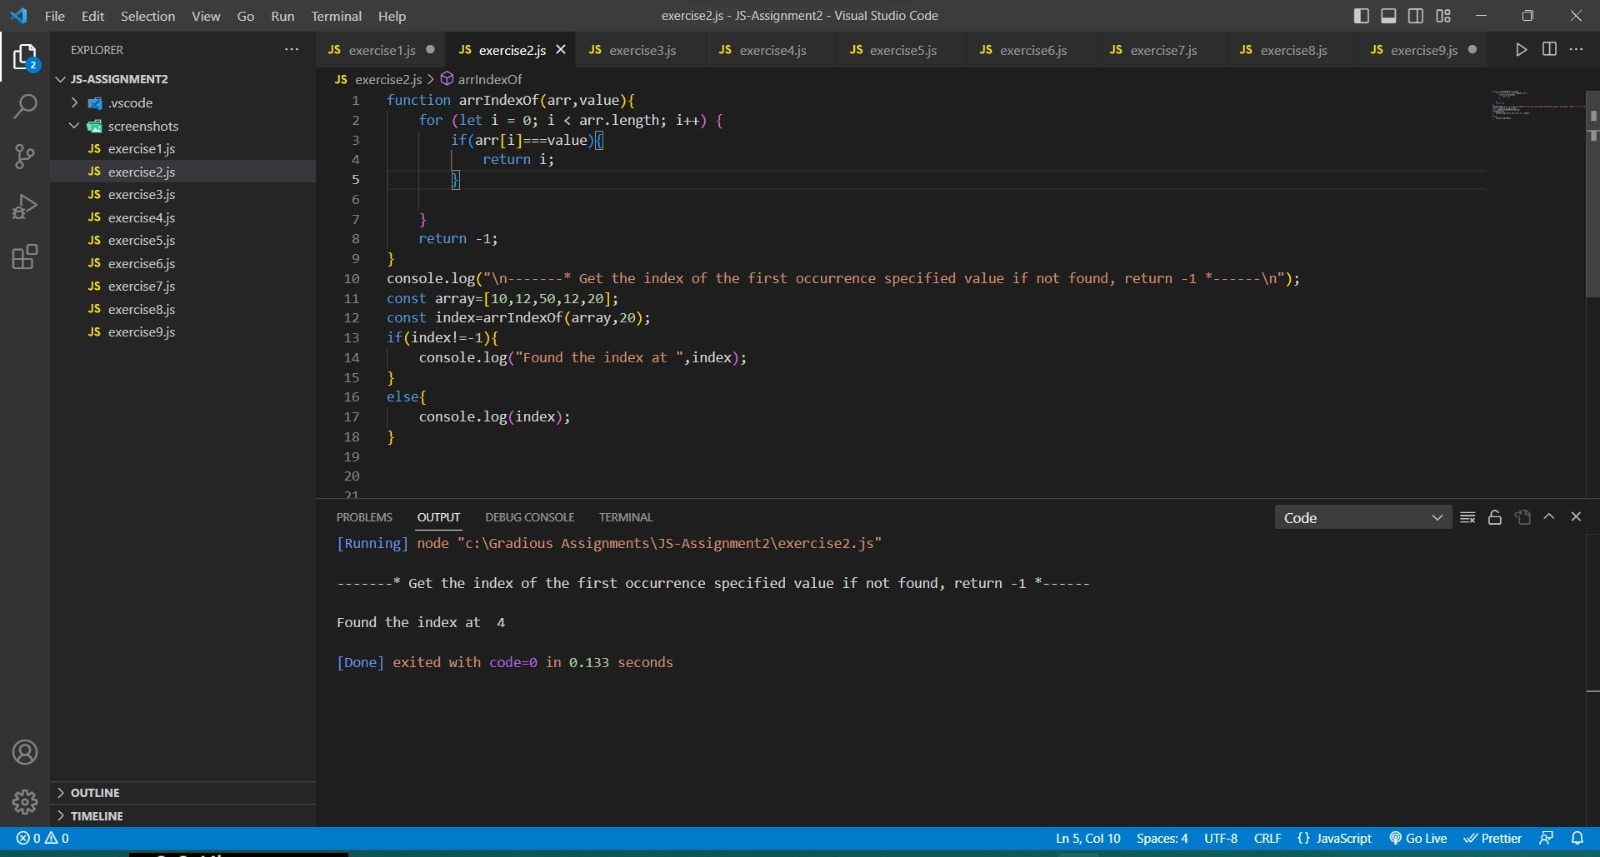 File Edit Selection View Go Run Terminal Help
exercise2.js - JS-Assignment2 - Visual Studio Code
2
EXPLORER
JS-ASSIGNMENT2
.vscode
screenshots
JS exercise1.js
JS exercise2.js
JS exercise3.js
JS exercise4.js
JS exercise5.js
JS exercise6.js
JS exercise7.js
JS exercise8.js
JS exercise9.js
OUTLINE
TIMELINE
JS exercise1.js JS exercise2.js JS exercise3.js JS exercise4.js JS exercise5.js JS exercise6.js JS exercise7.js JS exercise8.js JS exercise9.js
JS exercise2.js > arrIndexOf
1 function arrIndexOf(arr,value){
2 for (let i = 0; i < arr.length; i++) {
3 if(arr[i]===value){
4 return i;
5 }
6
7 }
8 return -1;
9 }
10 console.log("\n-------* Get the index of the first occurrence specified value if not found, return -1 *------\n");
11 const array=[10,12,50,12,20];
12 const index=arrIndexOf(array,20);
13 if(index!=-1){
14 console.log("Found the index at ",index);
15 }
16 else{
17 console.log(index);
18 }
19
20
21
PROBLEMS OUTPUT DEBUG CONSOLE TERMINAL
Code
[Running] node "c:\Gradious Assignments\JS-Assignment2\exercise2.js"
-------* Get the index of the first occurrence specified value if not found, return -1 *------
Found the index at  4
[Done] exited with code=0 in 0.133 seconds
0 0
Ln 5, Col 10 Spaces: 4 UTF-8 CRLF {} JavaScript Go Live Prettier